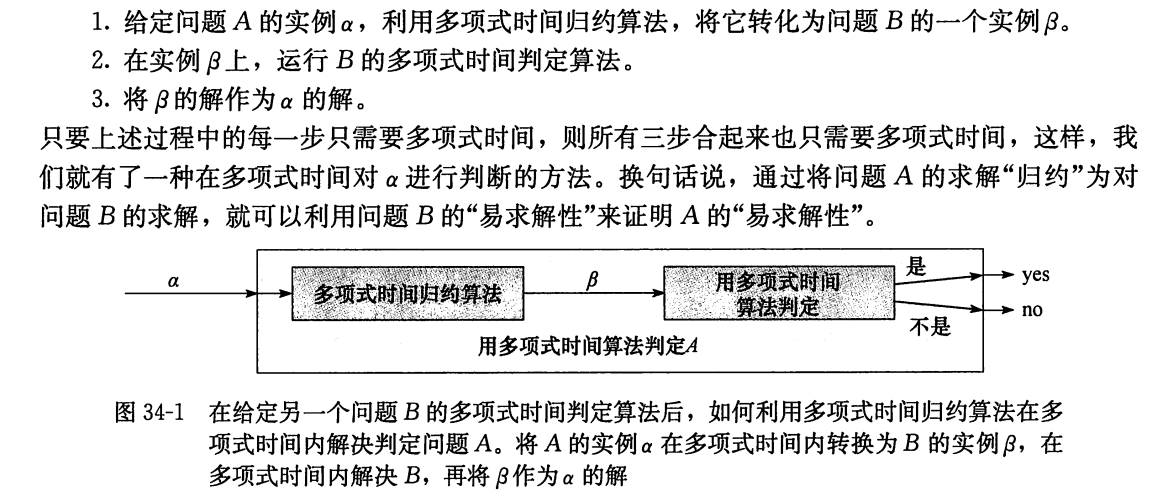 1. 给定问题 A 的实例α，利用多项式时间归约算法，将它转化为问题 B 的一个实例β。
2. 在实例 β上，运行 B 的多项式时间判定算法。
3. 将 β的解作为 α 的解。
只要上述过程中的每一步只需要多项式时间，则所有三步合起来也只需要多项式时间，这样，我
们就有了一种在多项式时间对 α 进行判断的方法。换句话说，通过将问题 A 的求解“归约”为对
问题 B 的求解，就可以利用问题 B 的“易求解性”来证明 A 的“易求解性”。
α
多项式时间归约算法
β
用多项式时间
算法判定
是
yes
不是
no
用多项式时间算法判定A
图 34-1 在给定另一个问题 B 的多项式时间判定算法后，如何利用多项式时间归约算法在多
项式时间内解决判定问题 A。将 A 的实例α 在多项式时间内转换为 B 的实例β，在
多项式时间内解决 B，再将 β作为 α 的解